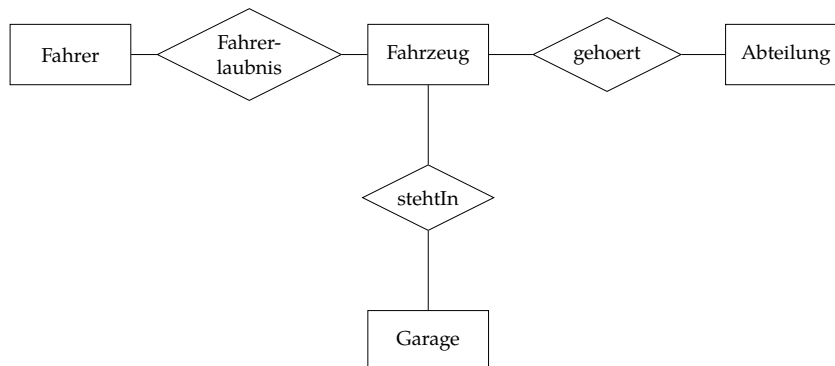 Fahrer
Fahrer-
laubnis
Fahrzeug
gehoert
Abteilung
stehtIn
Garage